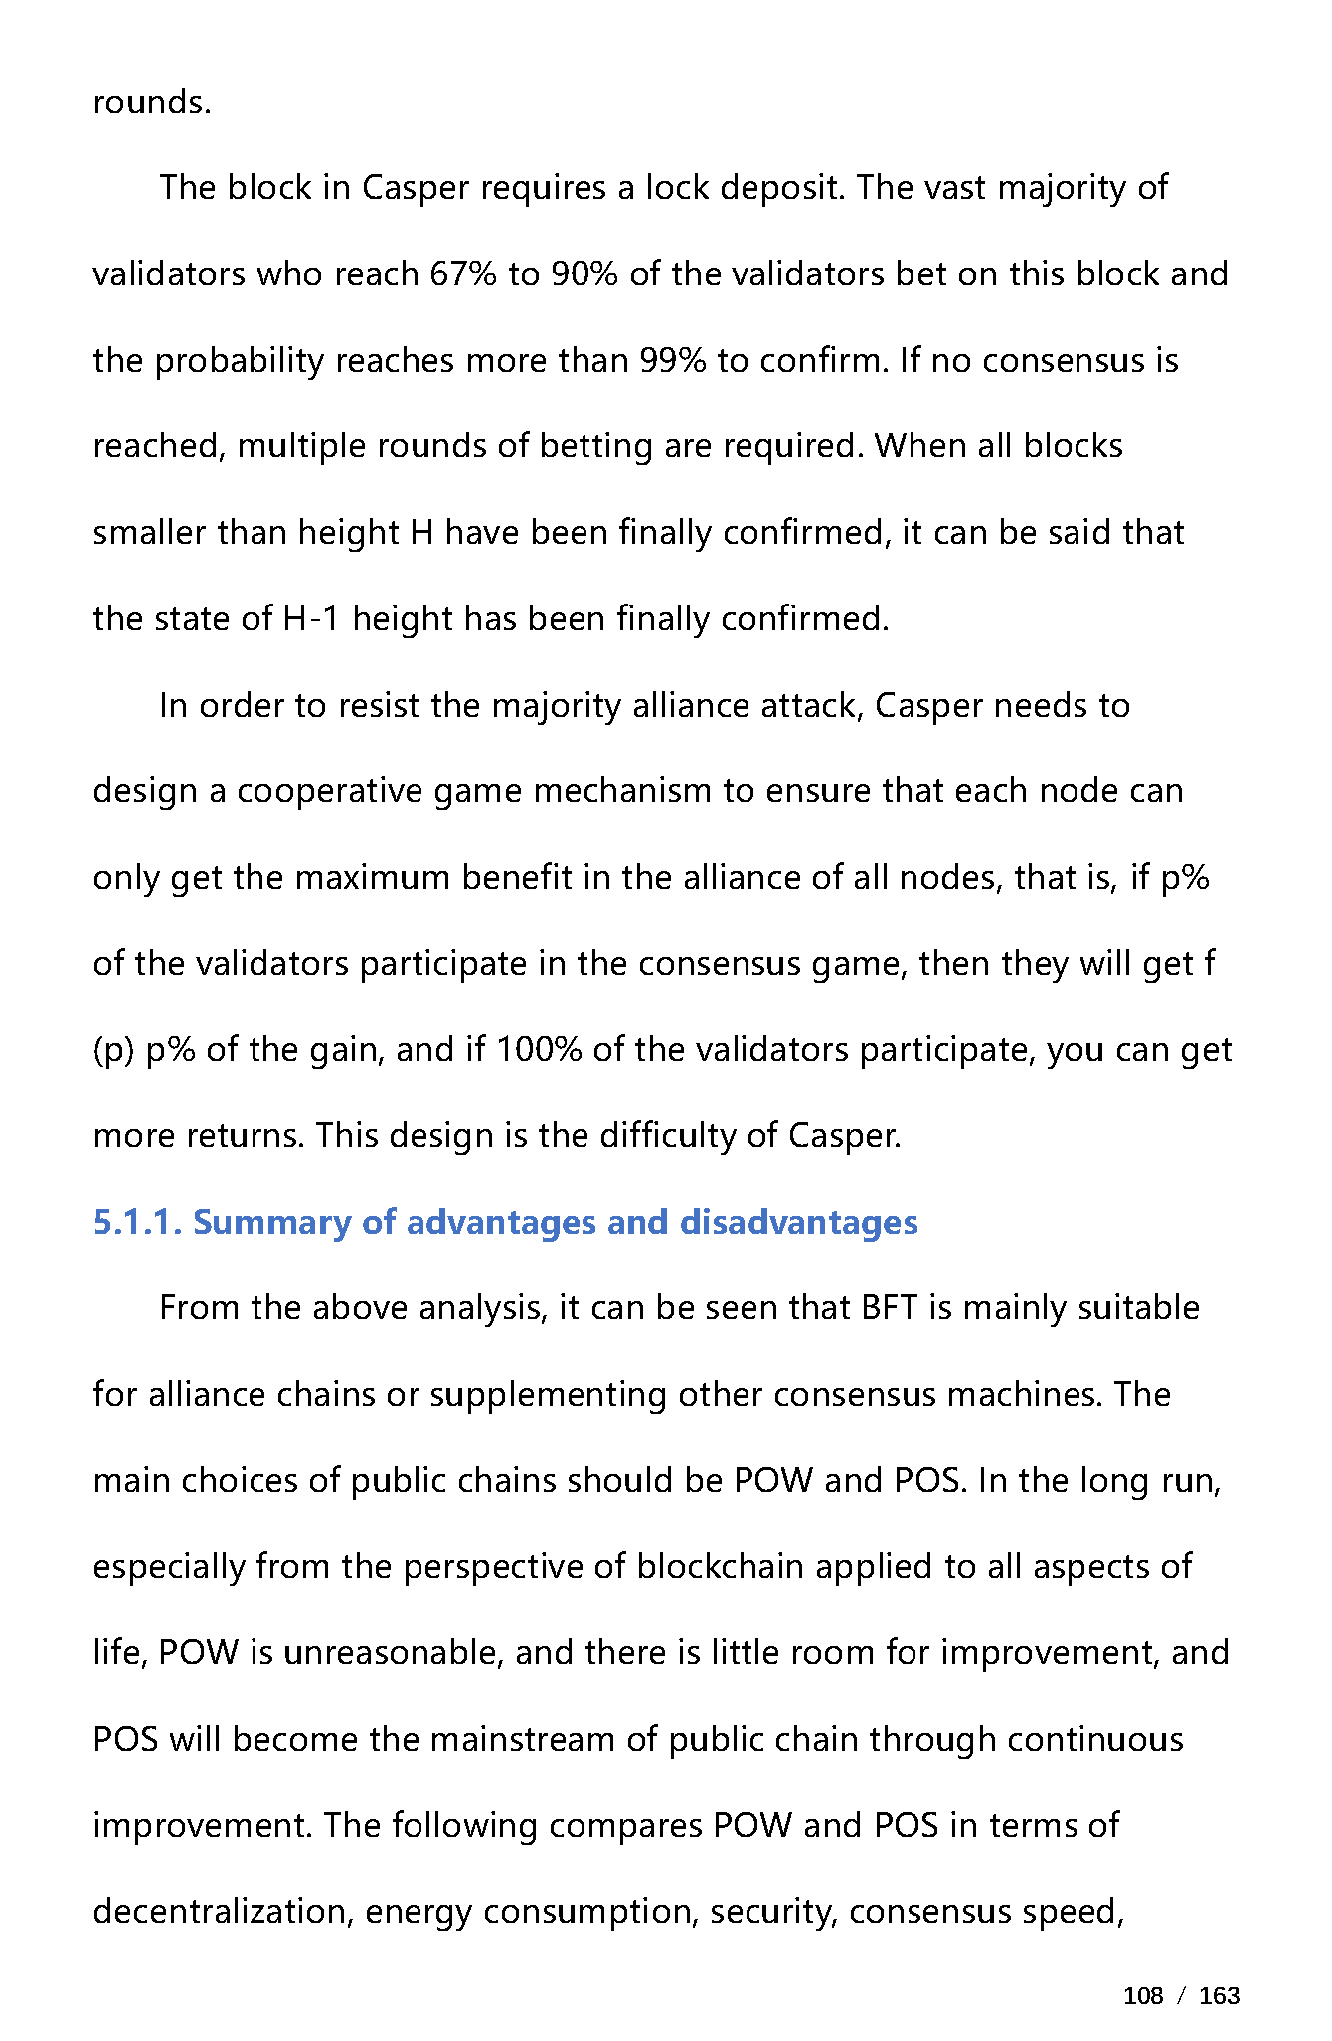 rounds.
The block in Casper requires a lock deposit. The vast majority of
validators who reach 67% to 90% of the validators bet on this block and
the probability reaches more than 99% to confirm. If no consensus is
reached, multiple rounds of betting are required. When all blocks
smaller than height H have been finally confirmed, it can be said that
the state of H-1 height has been finally confirmed.
In order to resist the majority alliance attack, Casper needs to
design a cooperative game mechanism to ensure that each node can
only get the maximum benefit in the alliance of all nodes, that is, if p%
of the validators participate in the consensus game, then they will get f
(p) p% of the gain, and if 100% of the validators participate, you can get
more returns. This design is the difficulty of Casper.
5.1.1. Summary of advantages and disadvantages
From the above analysis, it can be seen that BFT is mainly suitable
for alliance chains or supplementing other consensus machines. The
main choices of public chains should be POW and POS. In the long run,
especially from the perspective of blockchain applied to all aspects of
life, POW is unreasonable, and there is little room for improvement, and
POS will become the mainstream of public chain through continuous
improvement. The following compares POW and POS in terms of
decentralization, energy consumption, security, consensus speed,
108 / 163